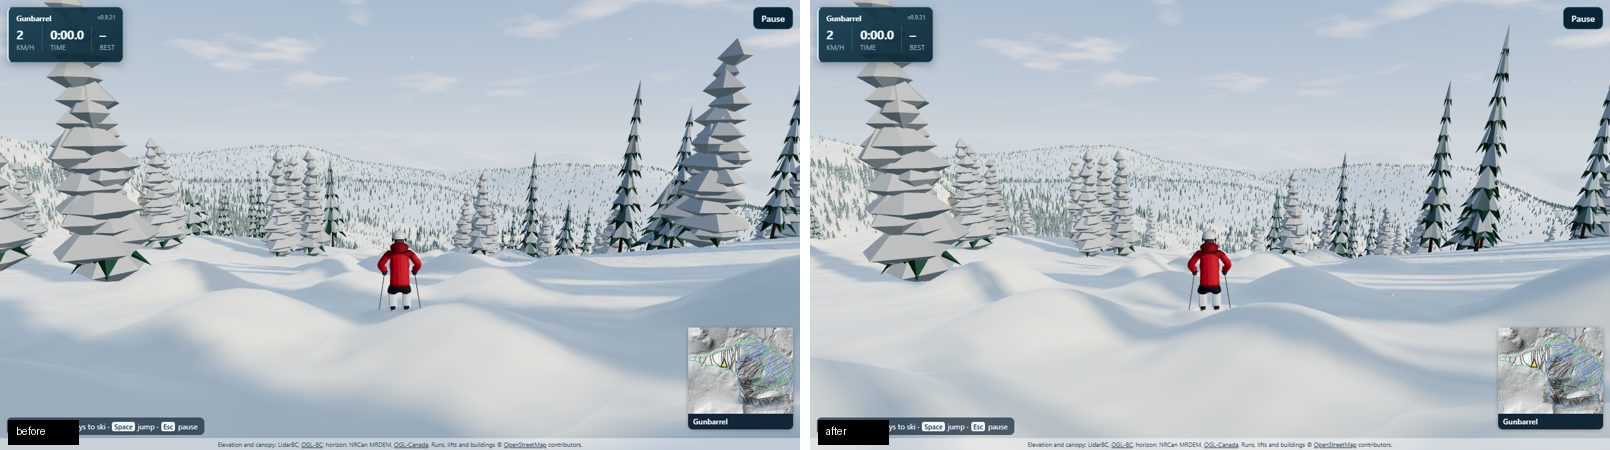 Gunbarrel v0.9.21
2 0:00.0 –
KM/H TIME BEST
Pause
Gunbarrel
before ys to ski · Space jump · Esc pause
Elevation and canopy: LidarBC, OGL-BC; horizon: NRCan MRDEM, OGL-Canada. Runs, lifts and buildings © OpenStreetMap contributors.
Gunbarrel v0.9.21
2 0:00.0 –
KM/H TIME BEST
Pause
Gunbarrel
after ys to ski · Space jump · Esc pause
Elevation and canopy: LidarBC, OGL-BC; horizon: NRCan MRDEM, OGL-Canada. Runs, lifts and buildings © OpenStreetMap contributors.